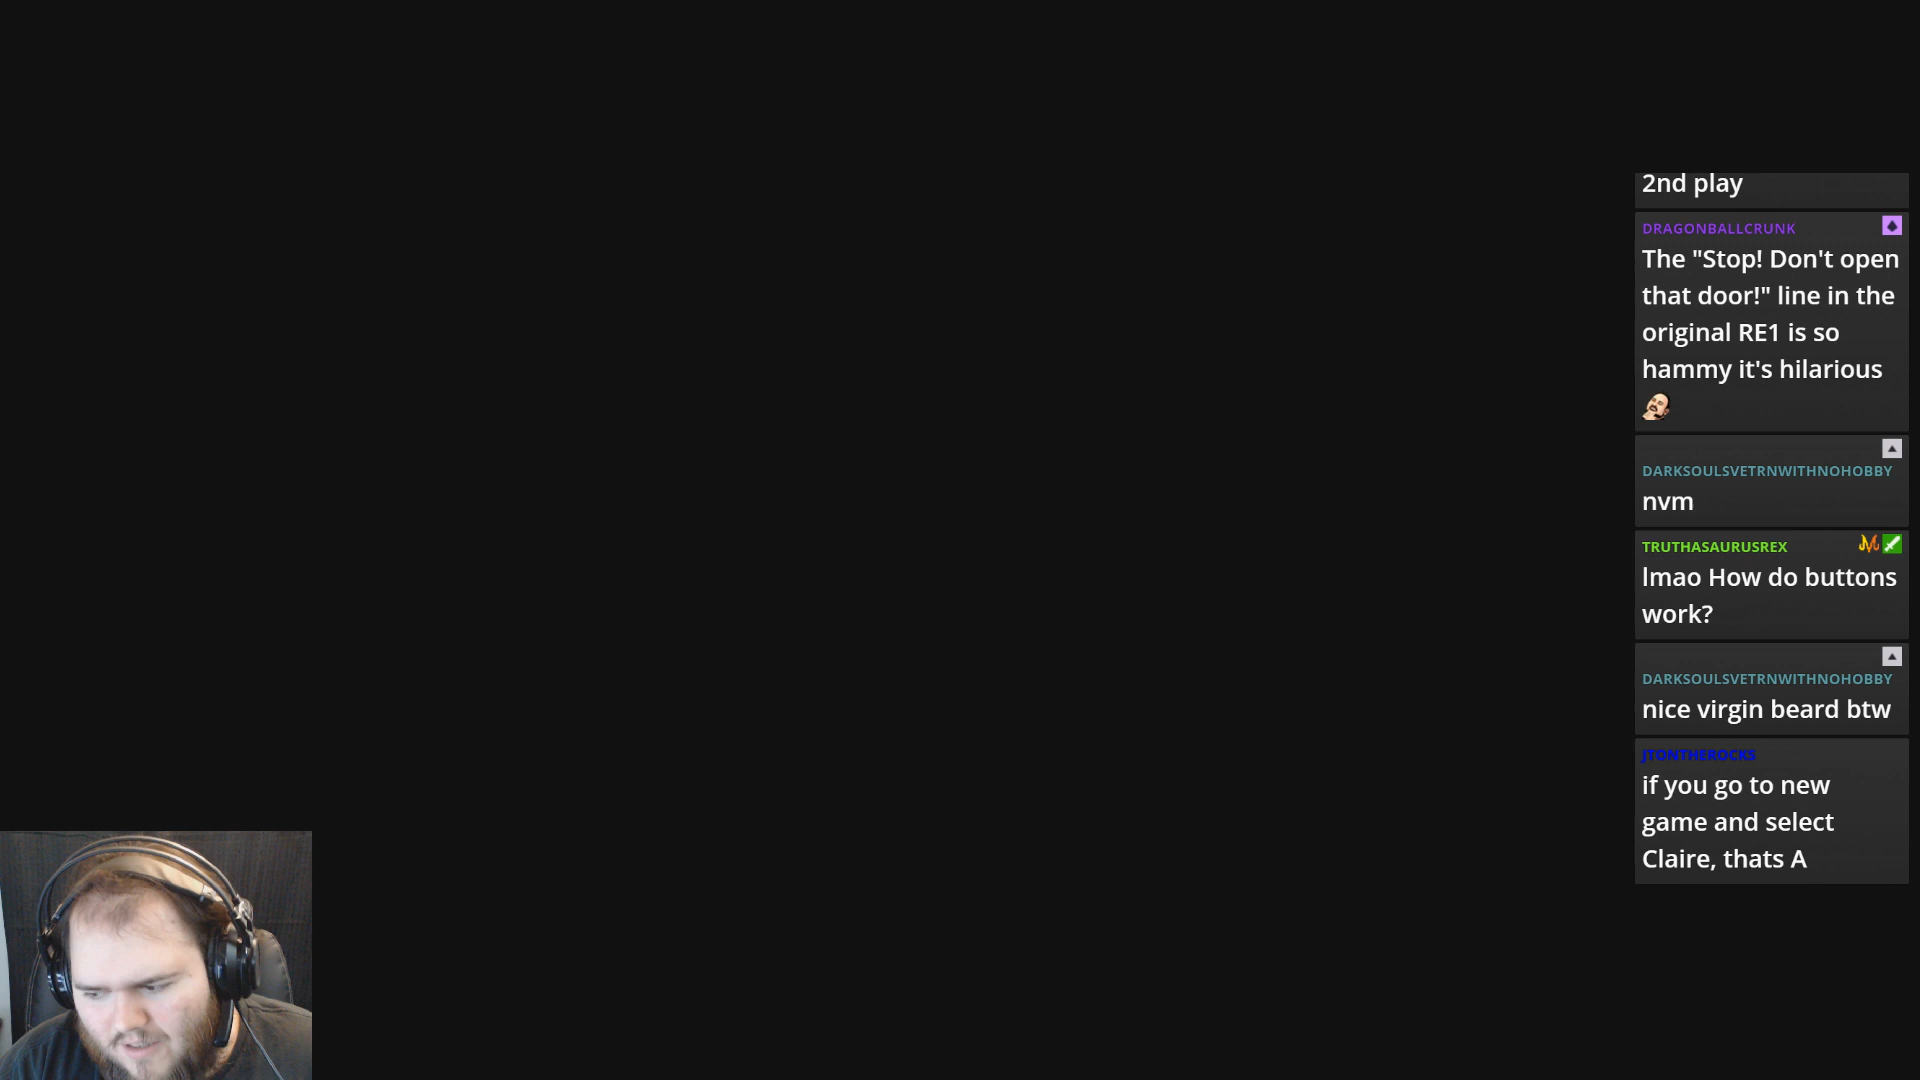 2nd play
DRAGONBALLCRUNK
The "Stop! Don't open
that door!" line in the
original RE1 is so
hammy it's hilarious
DARKSOULSVETRNWITHNOHOBBY
nvm
TRUTHASAURUSREX
lmao How do buttons
work?
DARKSOULSVETRNWITHNOHOBBY
nice virgin beard btw
JTONTHEROCKS
if you go to new
game and select
Claire, thats A